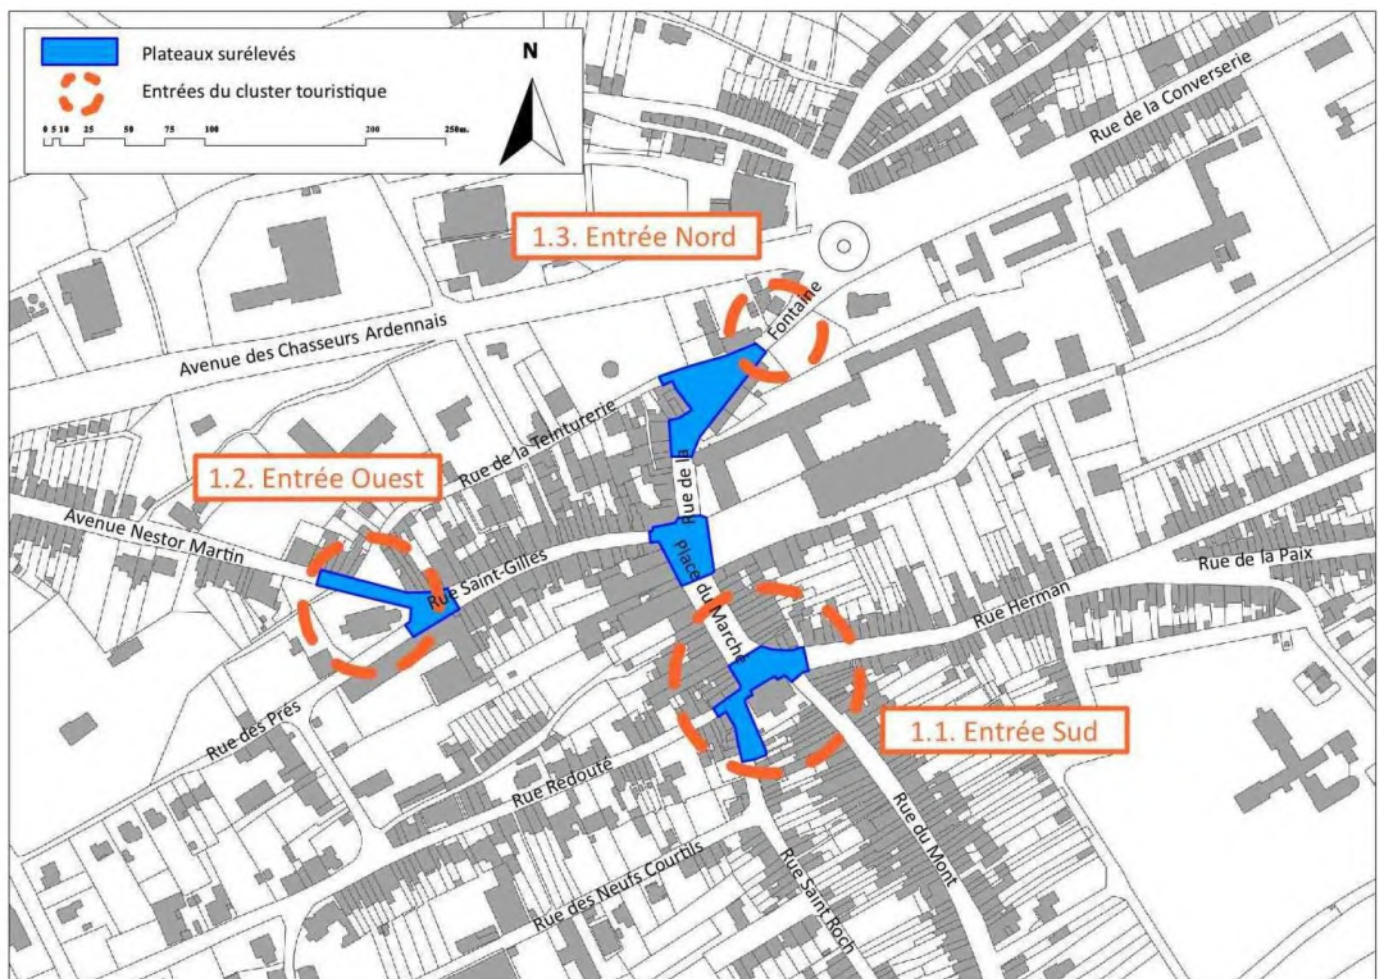 Plateaux surélevés
N
Entrées du cluster touristique
0 5 10 25 50 75 100 200 250m.
Rue de la Converserie
1.3. Entrée Nord
Fontaine
Avenue des Chasseurs Ardennais
Rue de la Teinturerie
Rue de la
1.2. Entrée Ouest
Avenue Nestor Martin
Rue Saint-Gilles
Place du Marché
Rue de la Paix
Rue Herman
Rue des Prés
1.1. Entrée Sud
Rue Redouté
Rue du Mont
Rue des Neufs Courtils
Rue Saint Roch